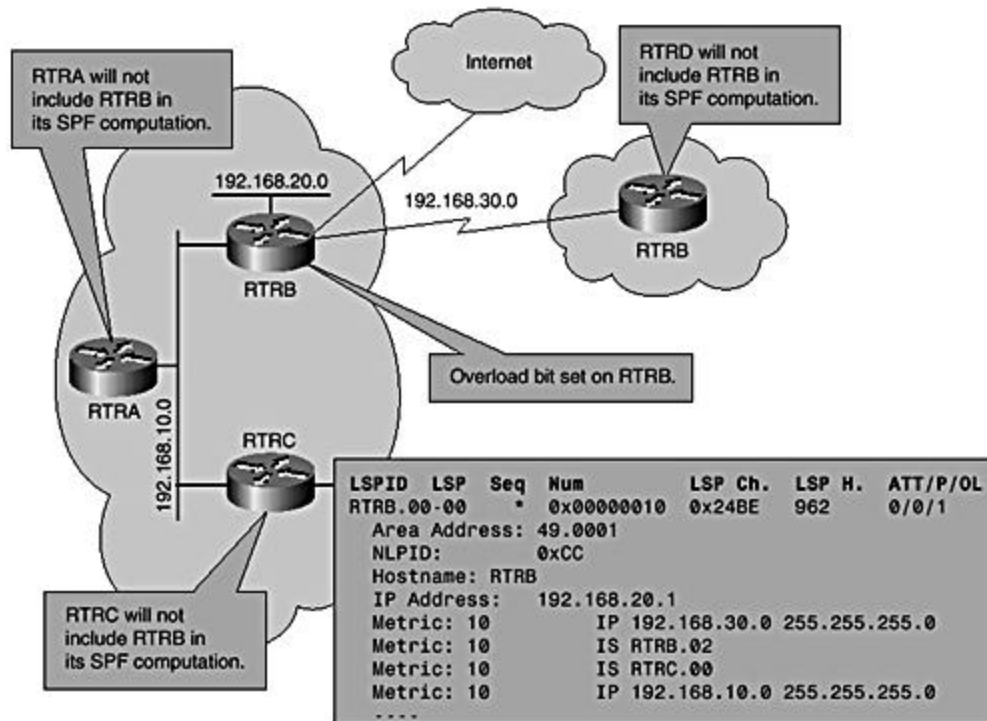 RTRA will not
include RTRB in
its SPF computation.
Internet
RTRD will not
include RTRB in
its SPF computation.
192.168.20.0
192.168.30.0
RTRB
RTRB
Overload bit set on RTRB.
RTRA
192.168.10.0
RTRC
RTRC will not
include RTRB in
its SPF computation.
LSPID LSP Seq Num LSP Ch. LSP H. ATT/P/OL
RTRB.00-00 * 0x00000010 0x24BE 962 0/0/1
Area Address: 49.0001
NLPID: 0xCC
Hostname: RTRB
IP Address: 192.168.20.1
Metric: 10 IP 192.168.30.0 255.255.255.0
Metric: 10 IS RTRB.02
Metric: 10 IS RTRC.00
Metric: 10 IP 192.168.10.0 255.255.255.0
----